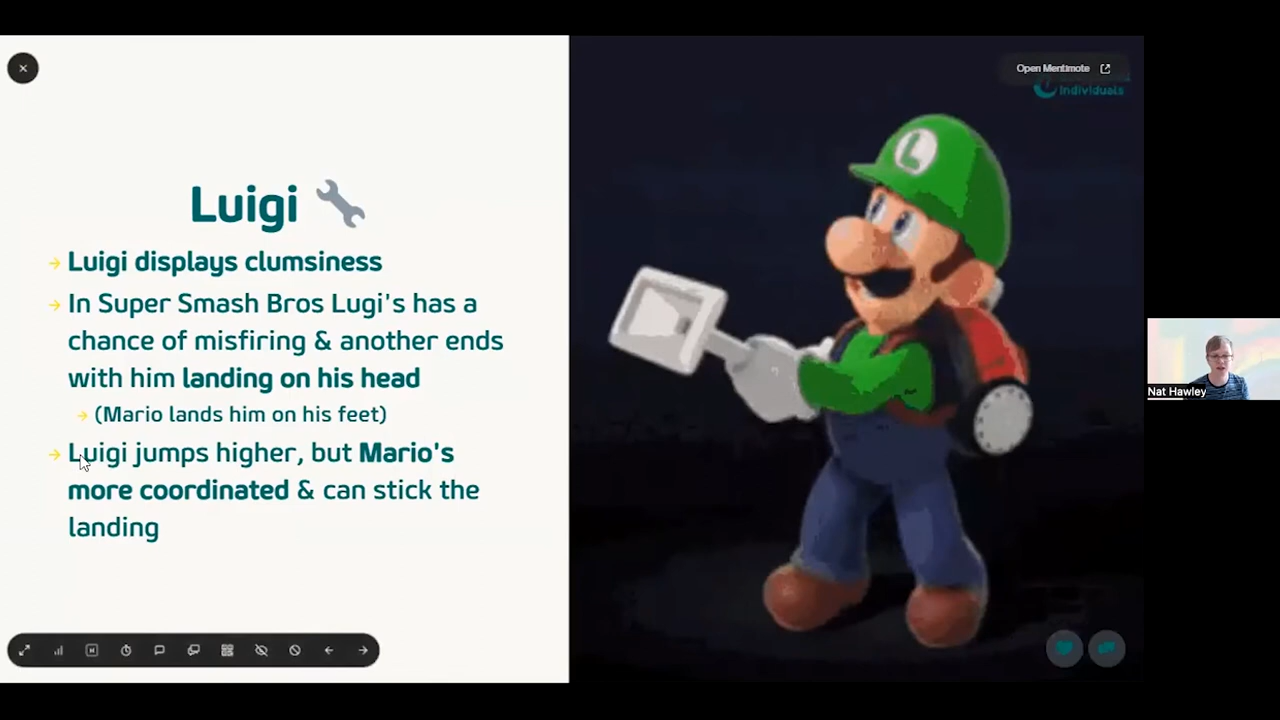 Open Mentimote
individuals
Luigi
Luigi displays clumsiness
In Super Smash Bros Lugi's has a
chance of misfiring & another ends
with him landing on his head
(Mario lands him on his feet)
Luigi jumps higher, but Mario's
more coordinated & can stick the
landing
L
Nat Hawley